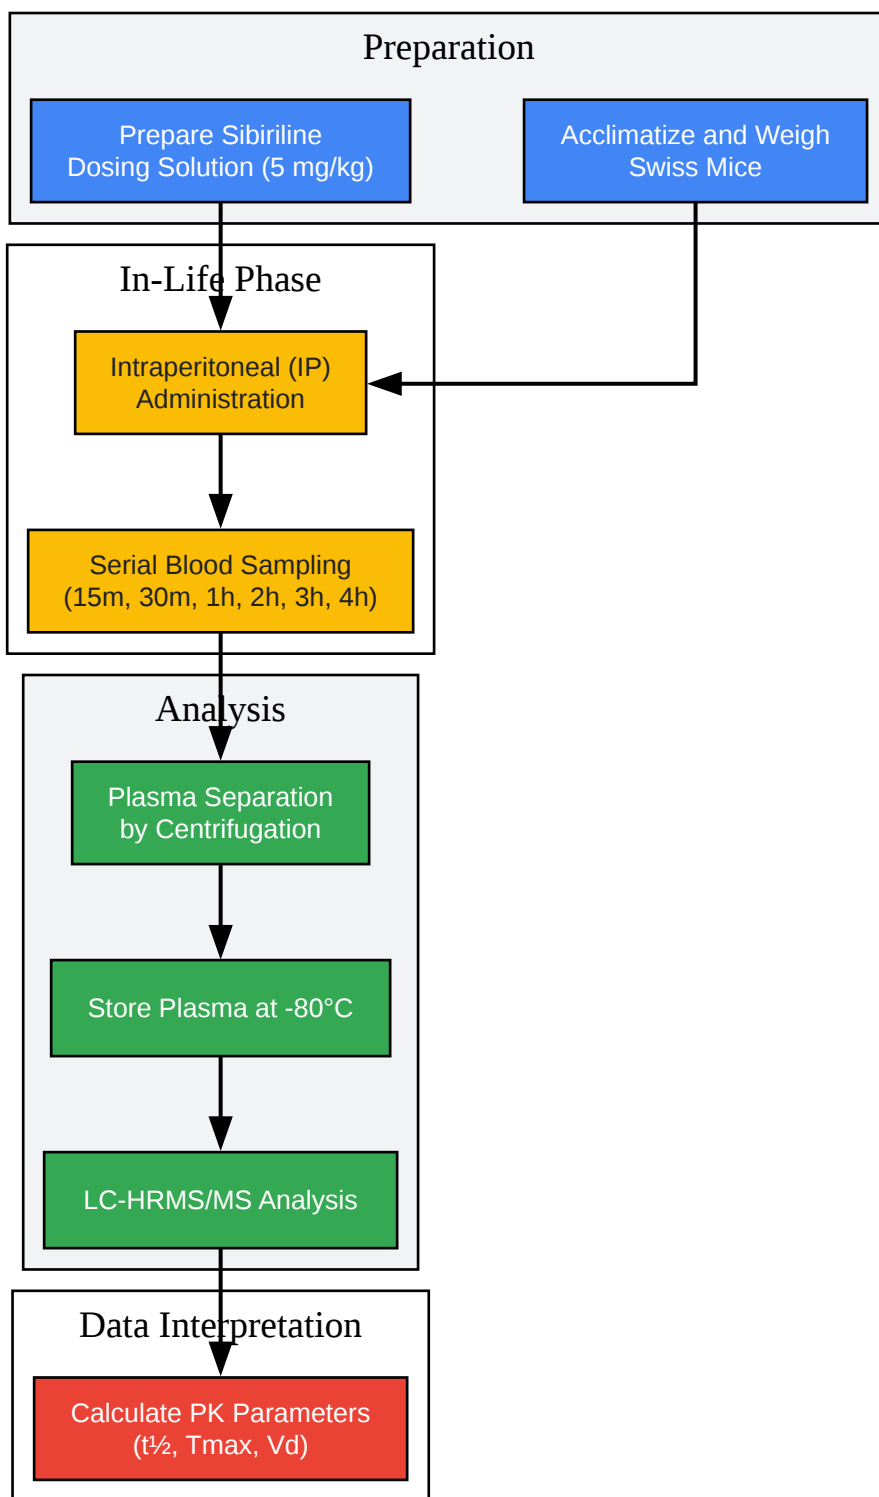 Preparation
Prepare Sibiriline
Dosing Solution (5 mg/kg)
Acclimatize and Weigh
Swiss Mice
In-Life Phase
Intraperitoneal (IP)
Administration
Serial Blood Sampling
(15m, 30m, 1h, 2h, 3h, 4h)
Analysis
Plasma Separation
by Centrifugation
Store Plasma at -80°C
LC-HRMS/MS Analysis
Data Interpretation
Calculate PK Parameters
(t½, Tmax, Vd)